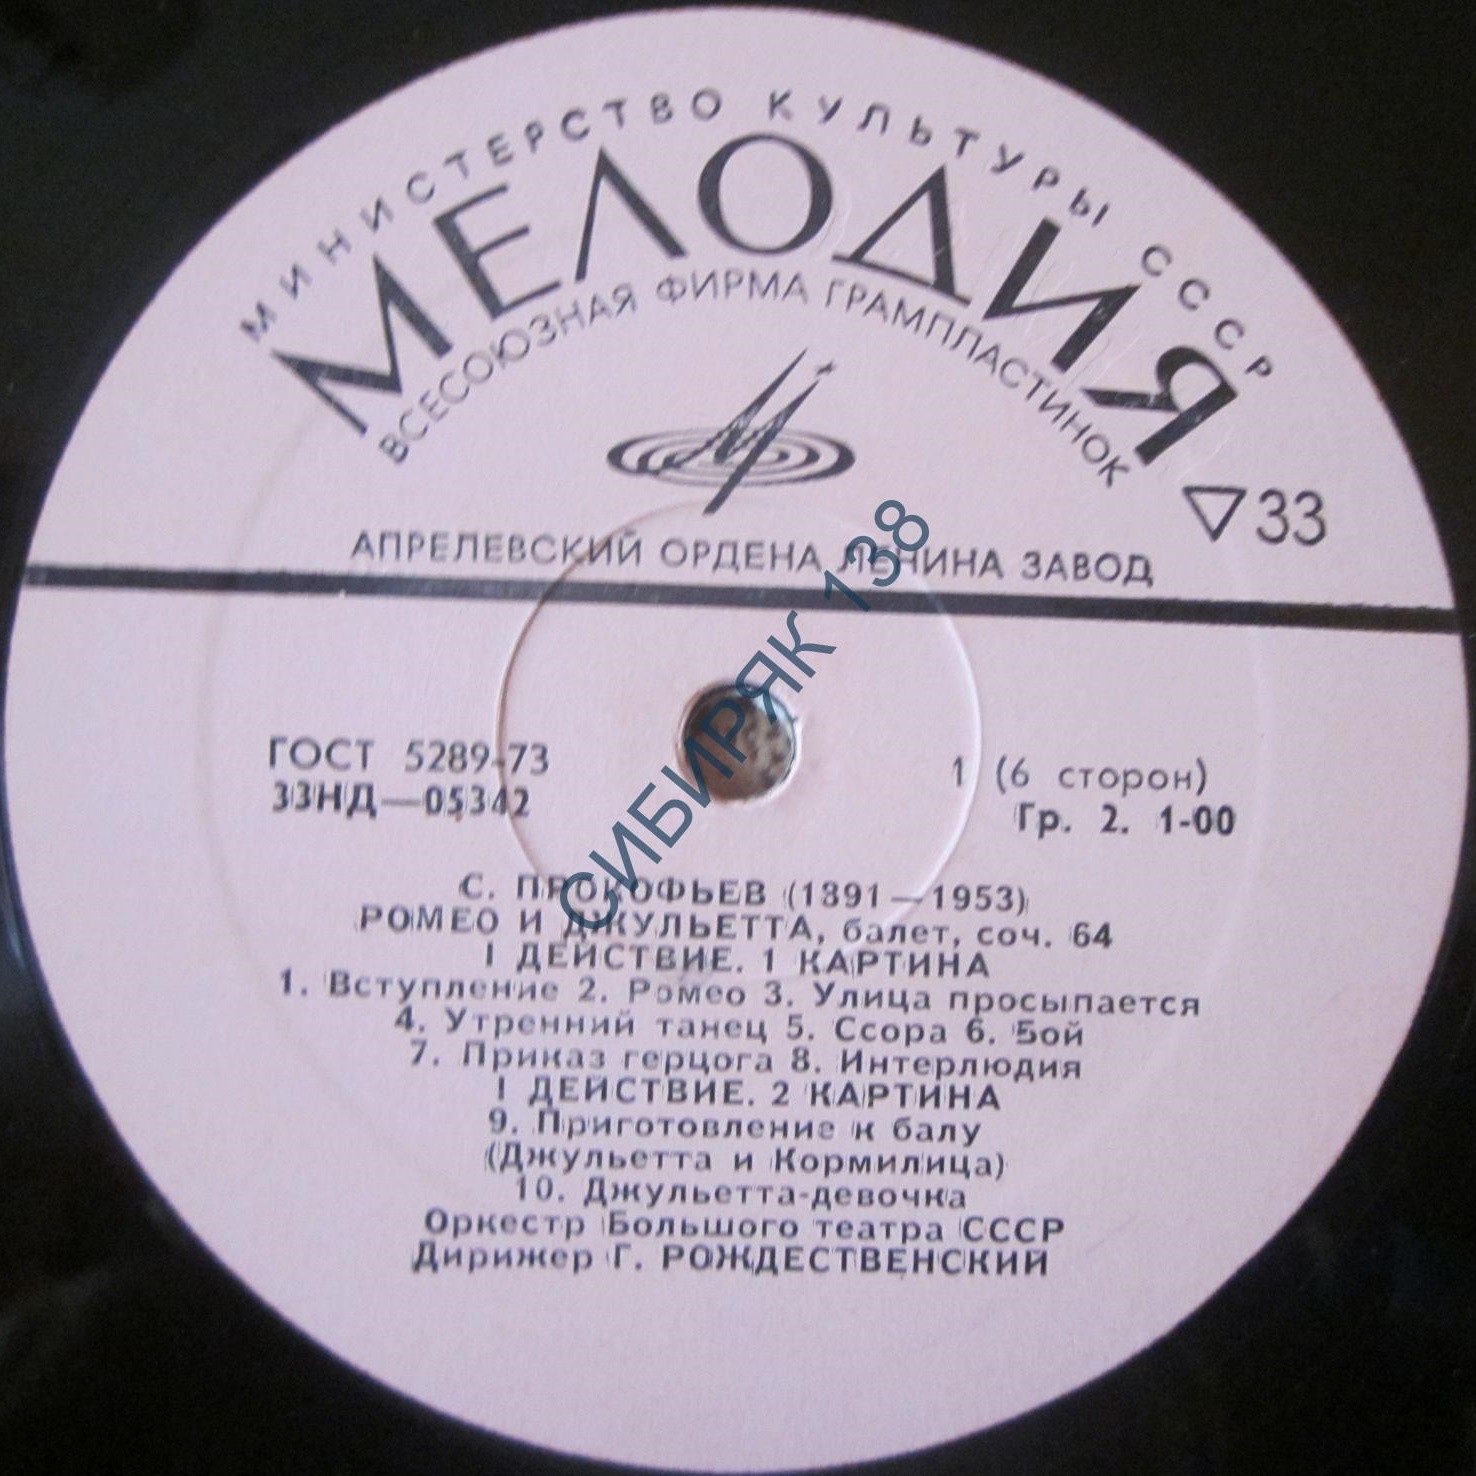 МИНИСТЕРСТВО КУЛЬТУРЫ СССР
МЕЛОДИЯ
ВСЕСОЮЗНАЯ ФИРМА ГРАМПЛАСТИНОК
▽33
АПРЕЛЕВСКИЙ ОРДЕНА ЛЕНИНА ЗАВОД
СИБИРЯК 138
ГОСТ 5289-73
33НД—05342
1 (6 сторон)
Гр. 2. 1-00
С. ПРОКОФЬЕВ (1891—1953)
РОМЕО И ДЖУЛЬЕТТА, балет, соч. 64
I ДЕЙСТВИЕ. 1 КАРТИНА
1. Вступление 2. Ромео 3. Улица просыпается
4. Утренний танец 5. Ссора 6. Бой
7. Приказ герцога 8. Интерлюдия
I ДЕЙСТВИЕ. 2 КАРТИНА
9. Приготовление к балу
(Джульетта и Кормилица)
10. Джульетта-девочка
Оркестр Большого театра СССР
Дирижер Г. РОЖДЕСТВЕНСКИЙ